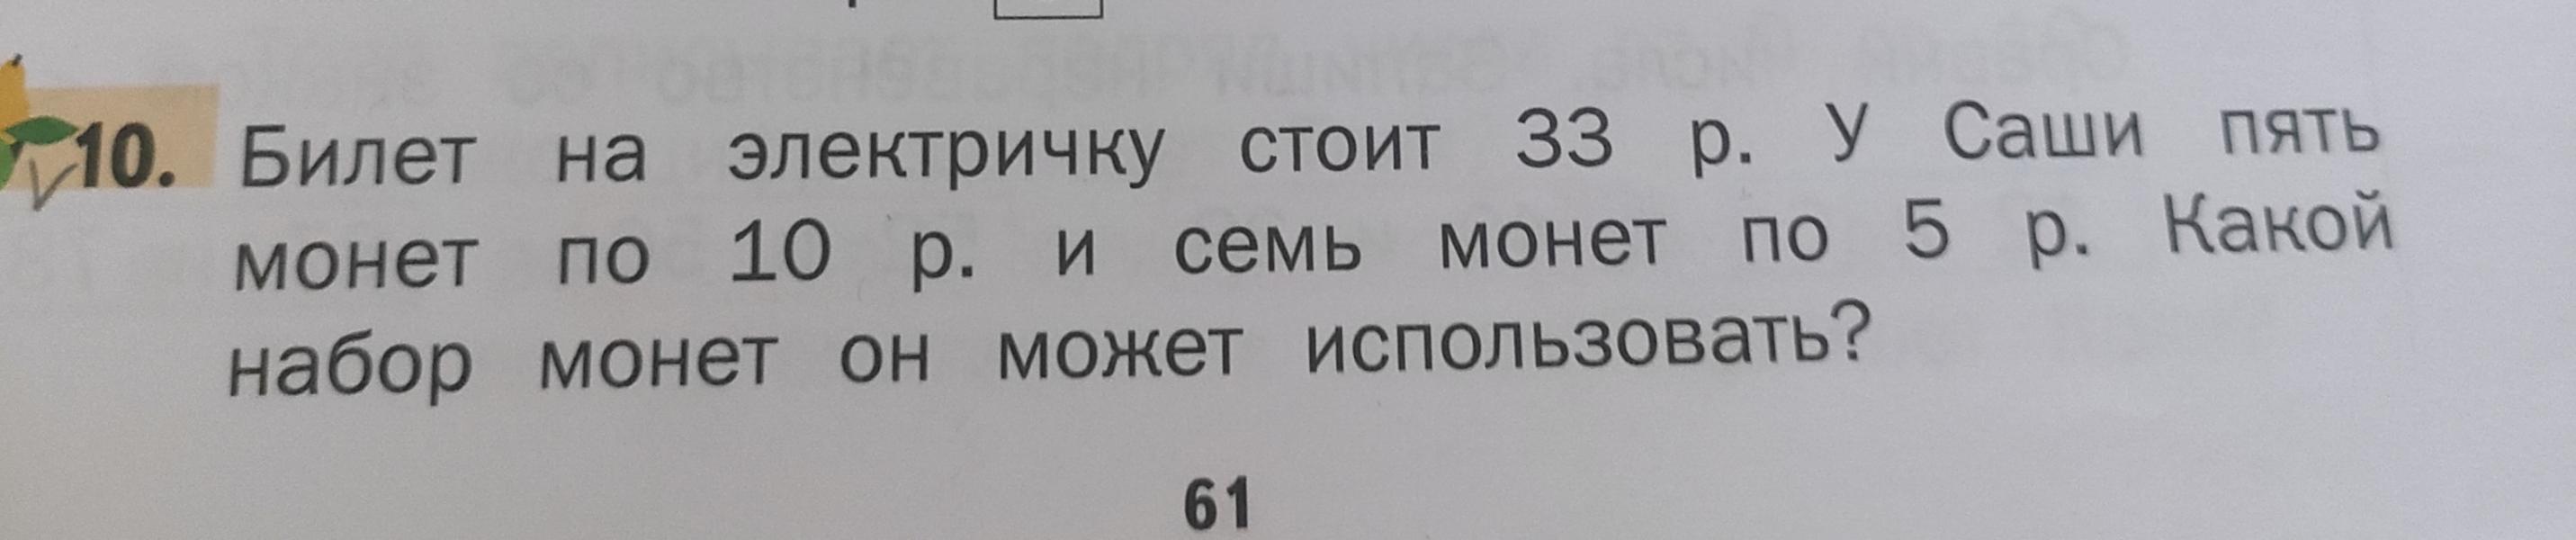 10. Билет на электричку стоит 33 р. У Саши пять
монет по 10 р. и семь монет по 5 р. Какой
набор монет он может использовать?
61